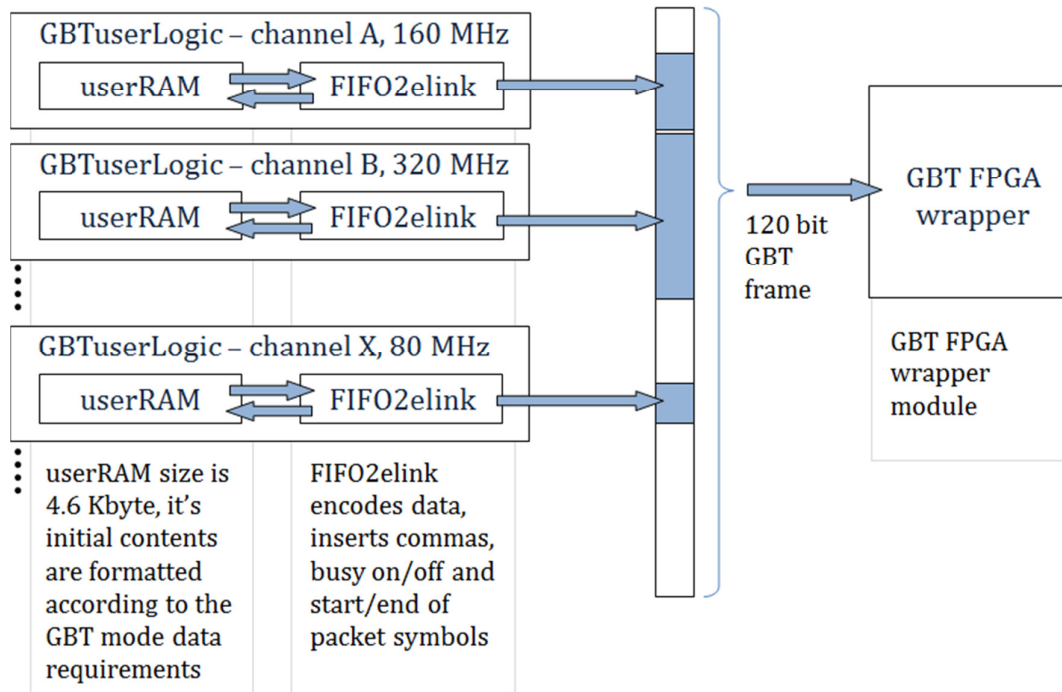 GBTuserLogic – channel A, 160 MHz
userRAM
FIFO2elink
GBTuserLogic – channel B, 320 MHz
userRAM
FIFO2elink
GBTuserLogic – channel X, 80 MHz
userRAM
FIFO2elink
userRAM size is
4.6 Kbyte, it’s
initial contents
are formatted
according to the
GBT mode data
requirements
FIFO2elink
encodes data,
inserts commas,
busy on/off and
start/end of
packet symbols
120 bit
GBT
frame
GBT FPGA
wrapper
GBT FPGA
wrapper
module